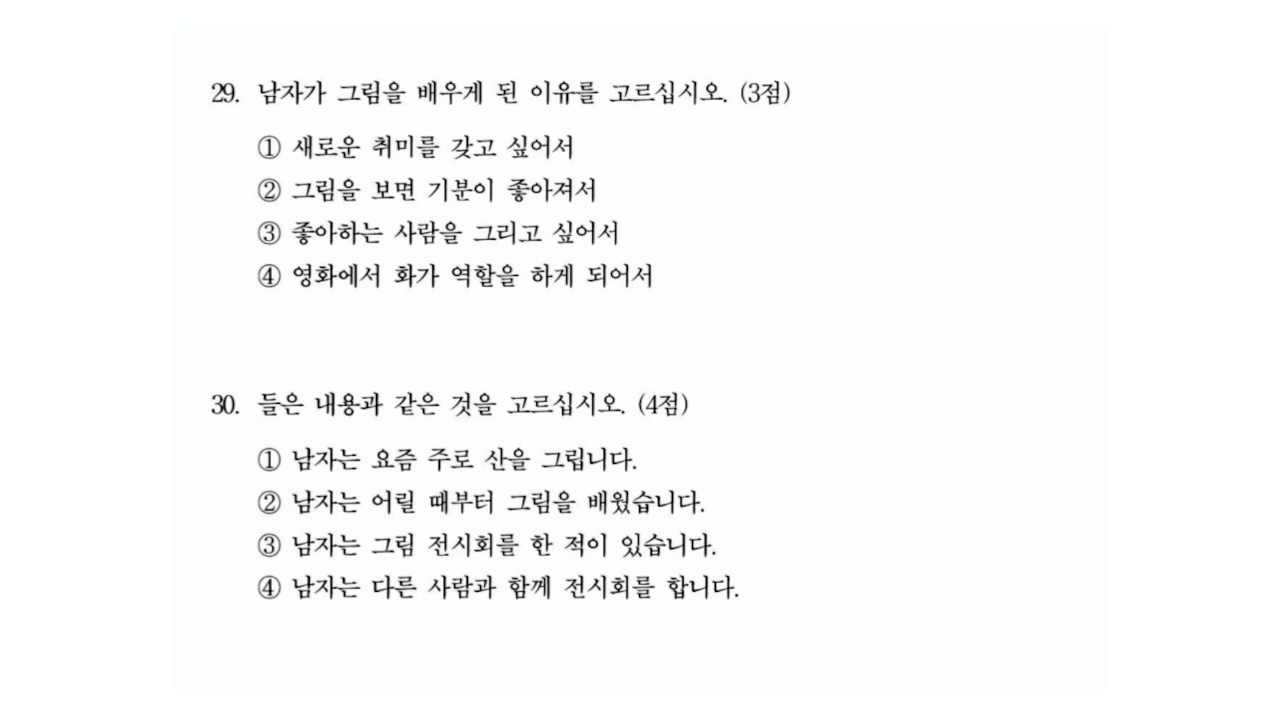 29. 남자가 그림을 배우게 된 이유를 고르십시오. (3점)
① 새로운 취미를 갖고 싶어서
② 그림을 보면 기분이 좋아져서
③ 좋아하는 사람을 그리고 싶어서
④ 영화에서 화가 역할을 하게 되어서
30. 들은 내용과 같은 것을 고르십시오. (4점)
① 남자는 요즘 주로 산을 그립니다.
② 남자는 어릴 때부터 그림을 배웠습니다.
③ 남자는 그림 전시회를 한 적이 있습니다.
④ 남자는 다른 사람과 함께 전시회를 합니다.